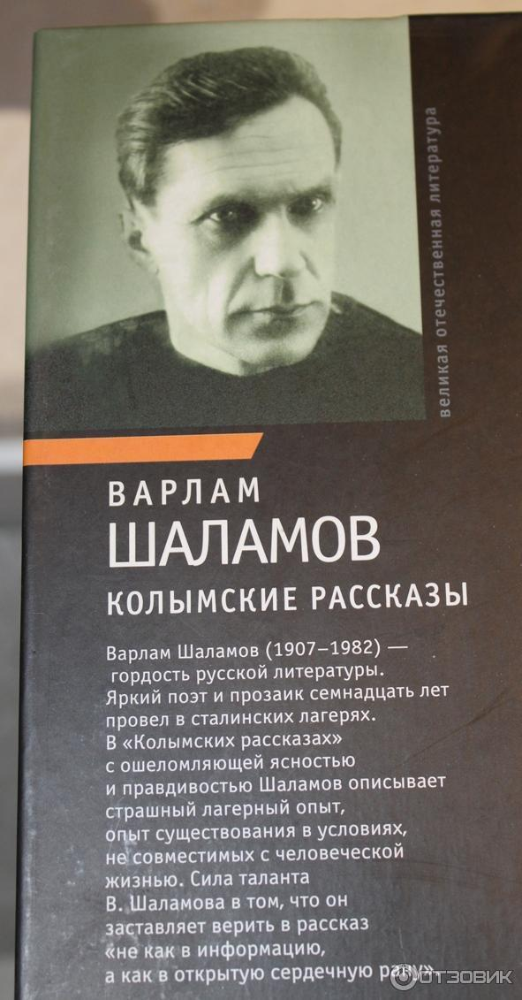 великая отечественная литература
ВАРЛАМ
ШАЛАМОВ
КОЛЫМСКИЕ РАССКАЗЫ
Варлам Шаламов (1907–1982) —
гордость русской литературы.
Яркий поэт и прозаик семнадцать лет
провел в сталинских лагерях.
В «Колымских рассказах»
с ошеломляющей ясностью
и правдивостью Шаламов описывает
страшный лагерный опыт,
опыт существования в условиях,
не совместимых с человеческой
жизнью. Сила таланта
В. Шаламова в том, что он
заставляет верить в рассказ
«не как в информацию,
а как в открытую сердечную рану».
ОТЗОВИК